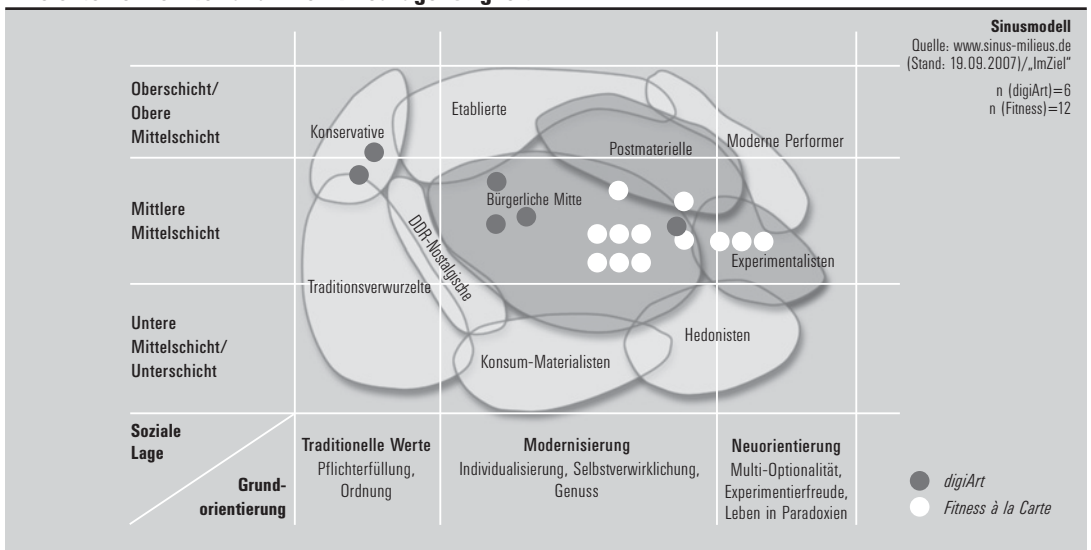 Sinusmodell
Quelle: www.sinus-milieus.de
(Stand: 19.09.2007)/„ImZiel"
n (digiArt)=6
n (Fitness)=12
Oberschicht/
Obere
Mittelschicht
Mittlere
Mittelschicht
Untere
Mittelschicht/
Unterschicht
Konservative
Etablierte
Postmaterielle
Moderne Performer
Bürgerliche Mitte
DDR-Nostalgische
Experimentalisten
Traditionsverwurzelte
Hedonisten
Konsum-Materialisten
Soziale
Lage
Grund-
orientierung
Traditionelle Werte
Pflichterfüllung,
Ordnung
Modernisierung
Individualisierung, Selbstverwirklichung,
Genuss
Neuorientierung
Multi-Optionalität,
Experimentierfreude,
Leben in Paradoxien
digiArt
Fitness à la Carte